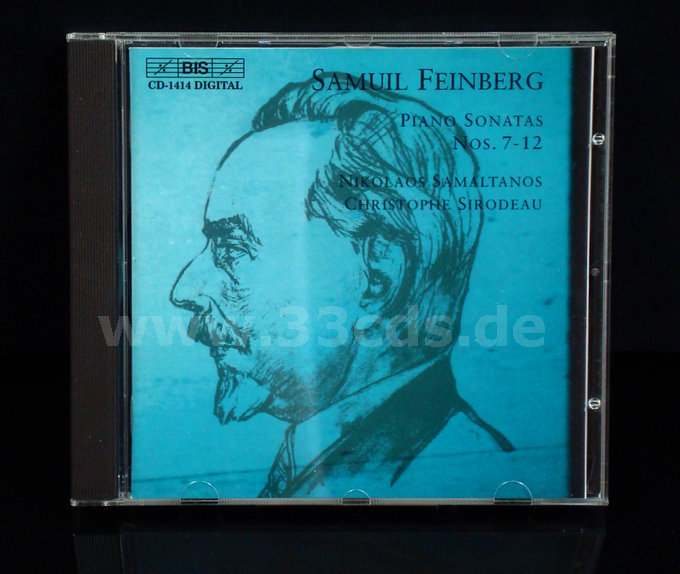 BIS
CD-1414 DIGITAL
SAMUIL FEINBERG
PIANO SONATAS
NOS. 7-12
NIKOLAOS SAMALTANOS
CHRISTOPHE SIRODEAU
www.33cds.de